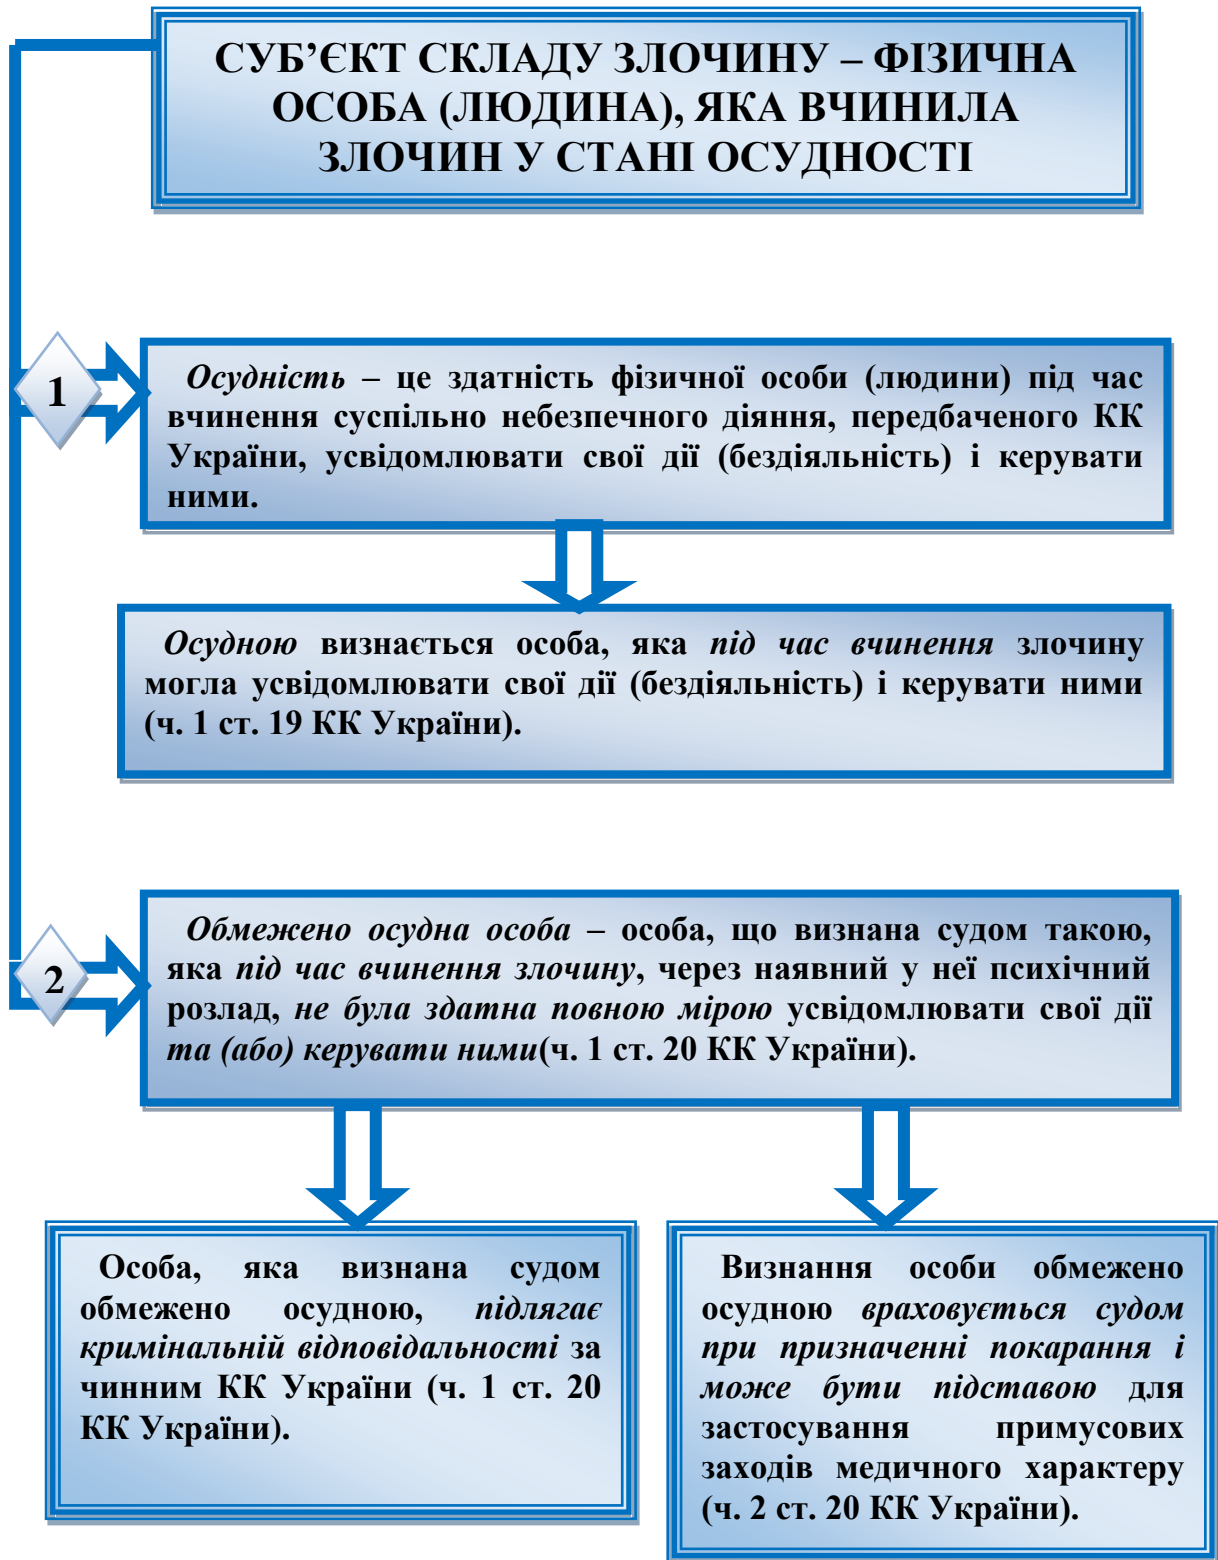 СУБ’ЄКТ СКЛАДУ ЗЛОЧИНУ – ФІЗИЧНА
ОСОБА (ЛЮДИНА), ЯКА ВЧИНИЛА
ЗЛОЧИН У СТАНІ ОСУДНОСТІ
1
Осудність – це здатність фізичної особи (людини) під час
вчинення суспільно небезпечного діяння, передбаченого КК
України, усвідомлювати свої дії (бездіяльність) і керувати
ними.
Осудною визнається особа, яка під час вчинення злочину
могла усвідомлювати свої дії (бездіяльність) і керувати ними
(ч. 1 ст. 19 КК України).
2
Обмежено осудна особа – особа, що визнана судом такою,
яка під час вчинення злочину, через наявний у неї психічний
розлад, не була здатна повною мірою усвідомлювати свої дії
та (або) керувати ними(ч. 1 ст. 20 КК України).
Особа, яка визнана судом
обмежено осудною, підлягає
кримінальній відповідальності за
чинним КК України (ч. 1 ст. 20
КК України).
Визнання особи обмежено
осудною враховується судом
при призначенні покарання і
може бути підставою для
застосування примусових
заходів медичного характеру
(ч. 2 ст. 20 КК України).